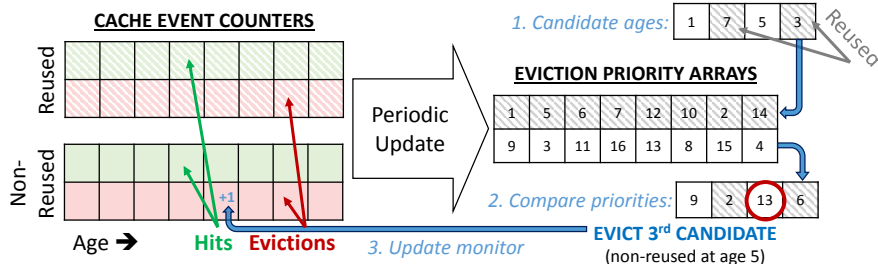 CACHE EVENT COUNTERS
Reused
Non-
Reused
+1
Age ➔
Hits
Evictions
Periodic
Update
1. Candidate ages:
1 7 5 3
Reused
EVICTION PRIORITY ARRAYS
1 5 6 7 12 10 2 14
9 3 11 16 13 8 15 4
2. Compare priorities:
9 2 13 6
EVICT 3rd CANDIDATE
(non-reused at age 5)
3. Update monitor